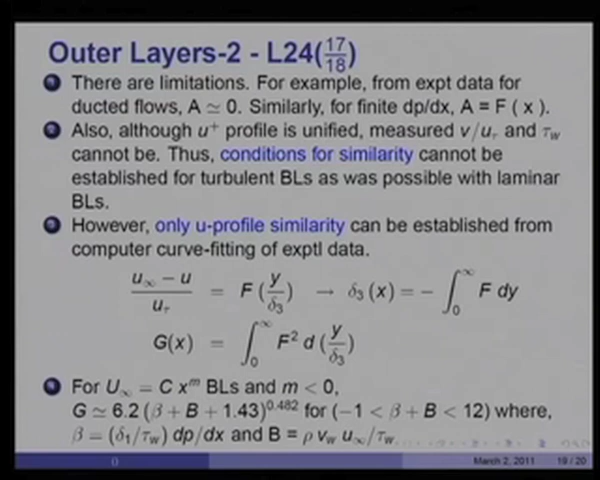 Outer Layers-2 - L24(17/18)
1 There are limitations. For example, from expt data for
ducted flows, A ≃ 0. Similarly, for finite dp/dx, A = F ( x ).
2 Also, although u⁺ profile is unified, measured v/uτ and τw
cannot be. Thus, conditions for similarity cannot be
established for turbulent BLs as was possible with laminar
BLs.
3 However, only u-profile similarity can be established from
computer curve-fitting of exptl data.
(u∞ − u)/uτ = F(y/δ3) → δ3(x) = − ∫₀^∞ F dy
G(x) = ∫₀^∞ F² d(y/δ3)
4 For U∞ = C x^m BLs and m < 0,
G ≃ 6.2 (β + B + 1.43)^0.482 for (−1 < β + B < 12) where,
β = (δ1/τw) dp/dx and B = ρ vw u∞/τw.
()
March 2, 2011 19 / 20